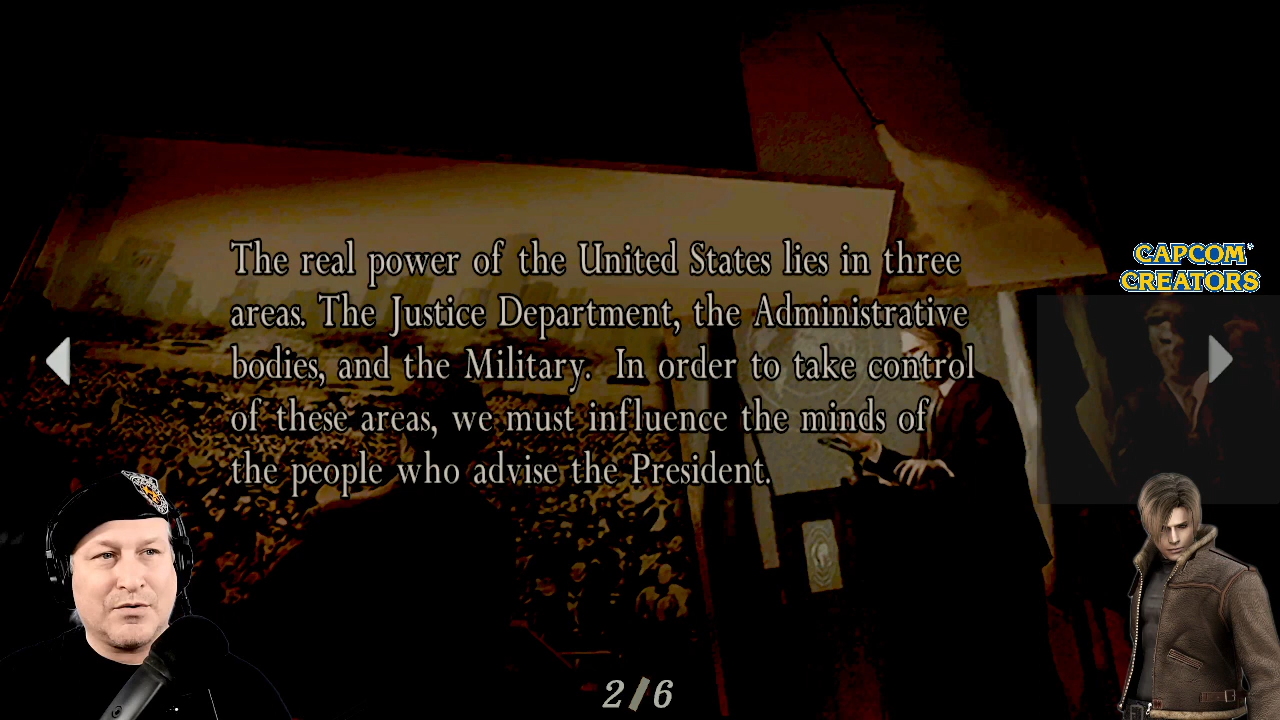 CAPCOM
CREATORS
The real power of the United States lies in three
areas. The Justice Department, the Administrative
bodies, and the Military. In order to take control
of these areas, we must influence the minds of
the people who advise the President.
2/6